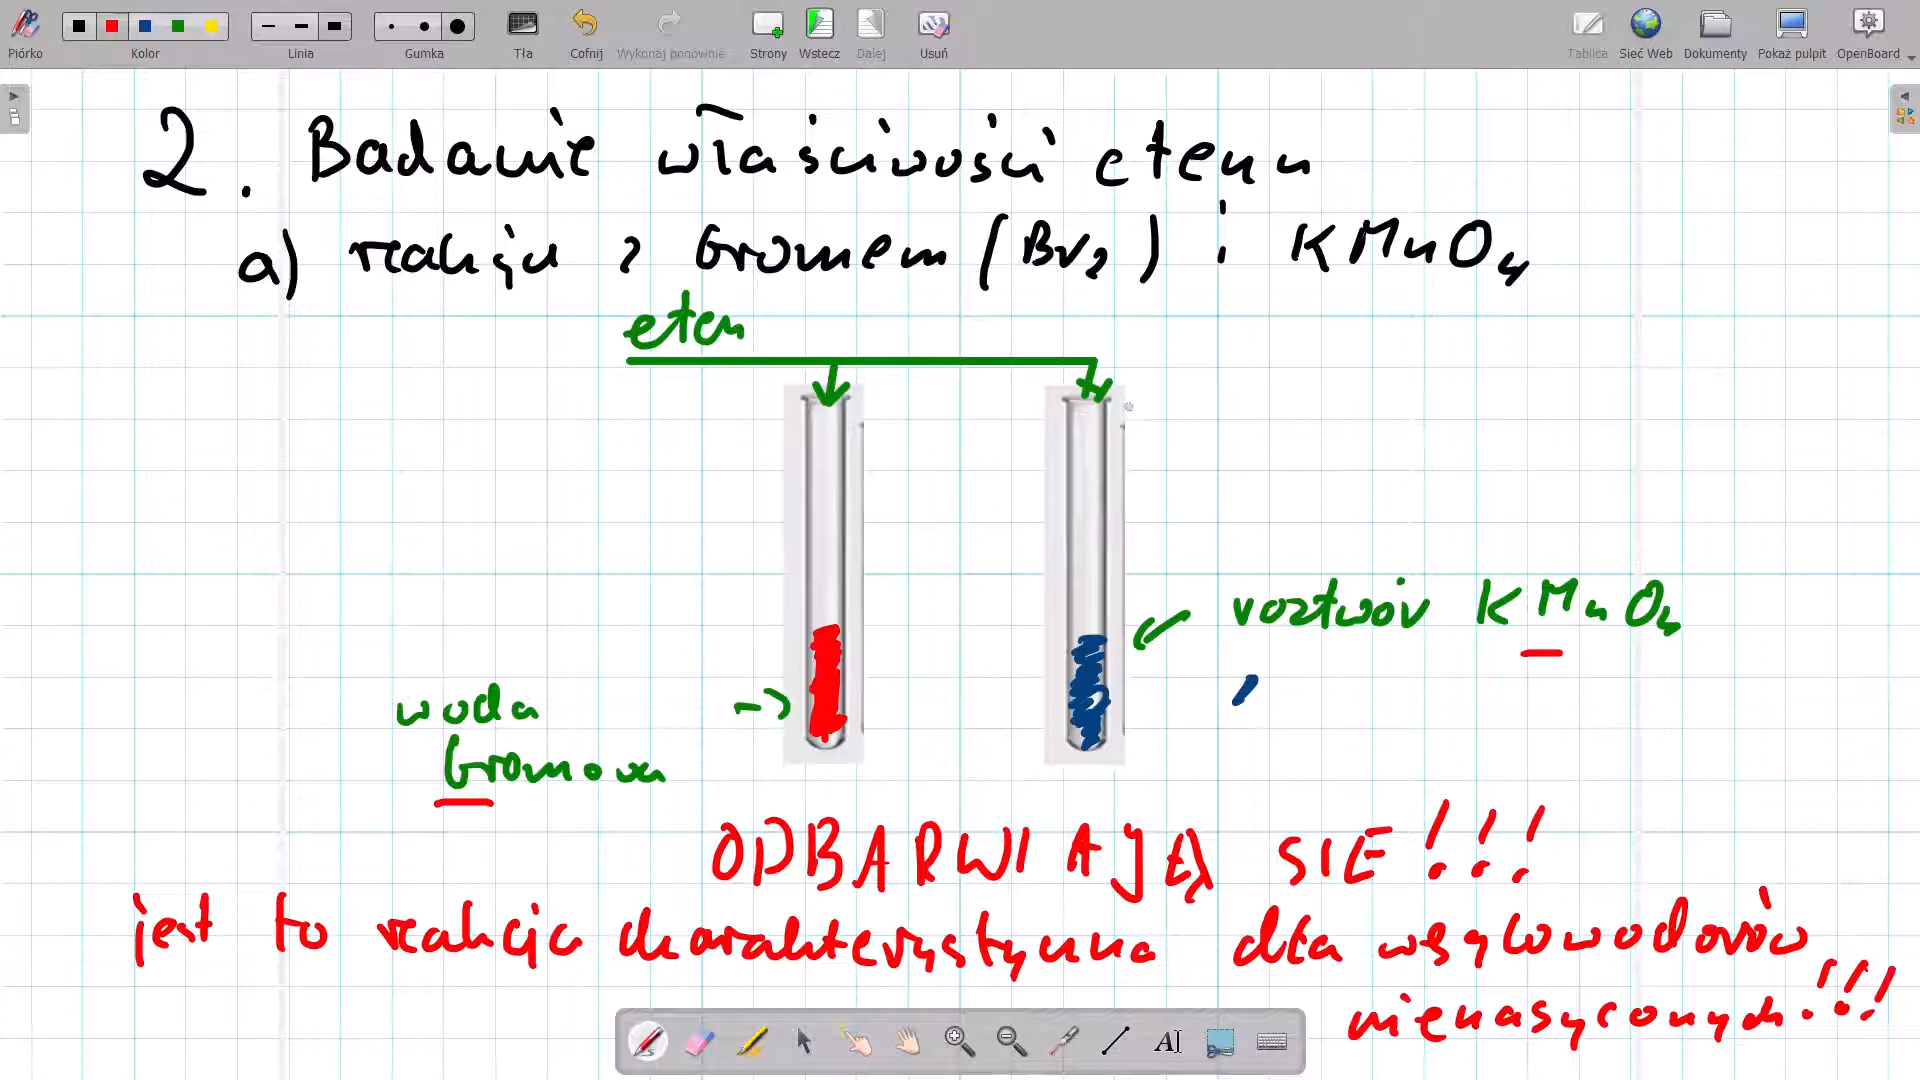 Piórko Kolor Linia Gumka Tła Cofnij Wykonaj ponownie Strony Wstecz Dalej Usuń Tablica Sieć Web Dokumenty Pokaż pulpit OpenBoard
2. Badanie właściwości etenu
a) reakcja z bromem (Br2) i KMnO4
eten
roztwór KMnO4
woda
bromowa
ODBARWIAJĄ SIE!!!
jest to reakcja charakterystyczna dla węglowodorów
nienasyconych!!!